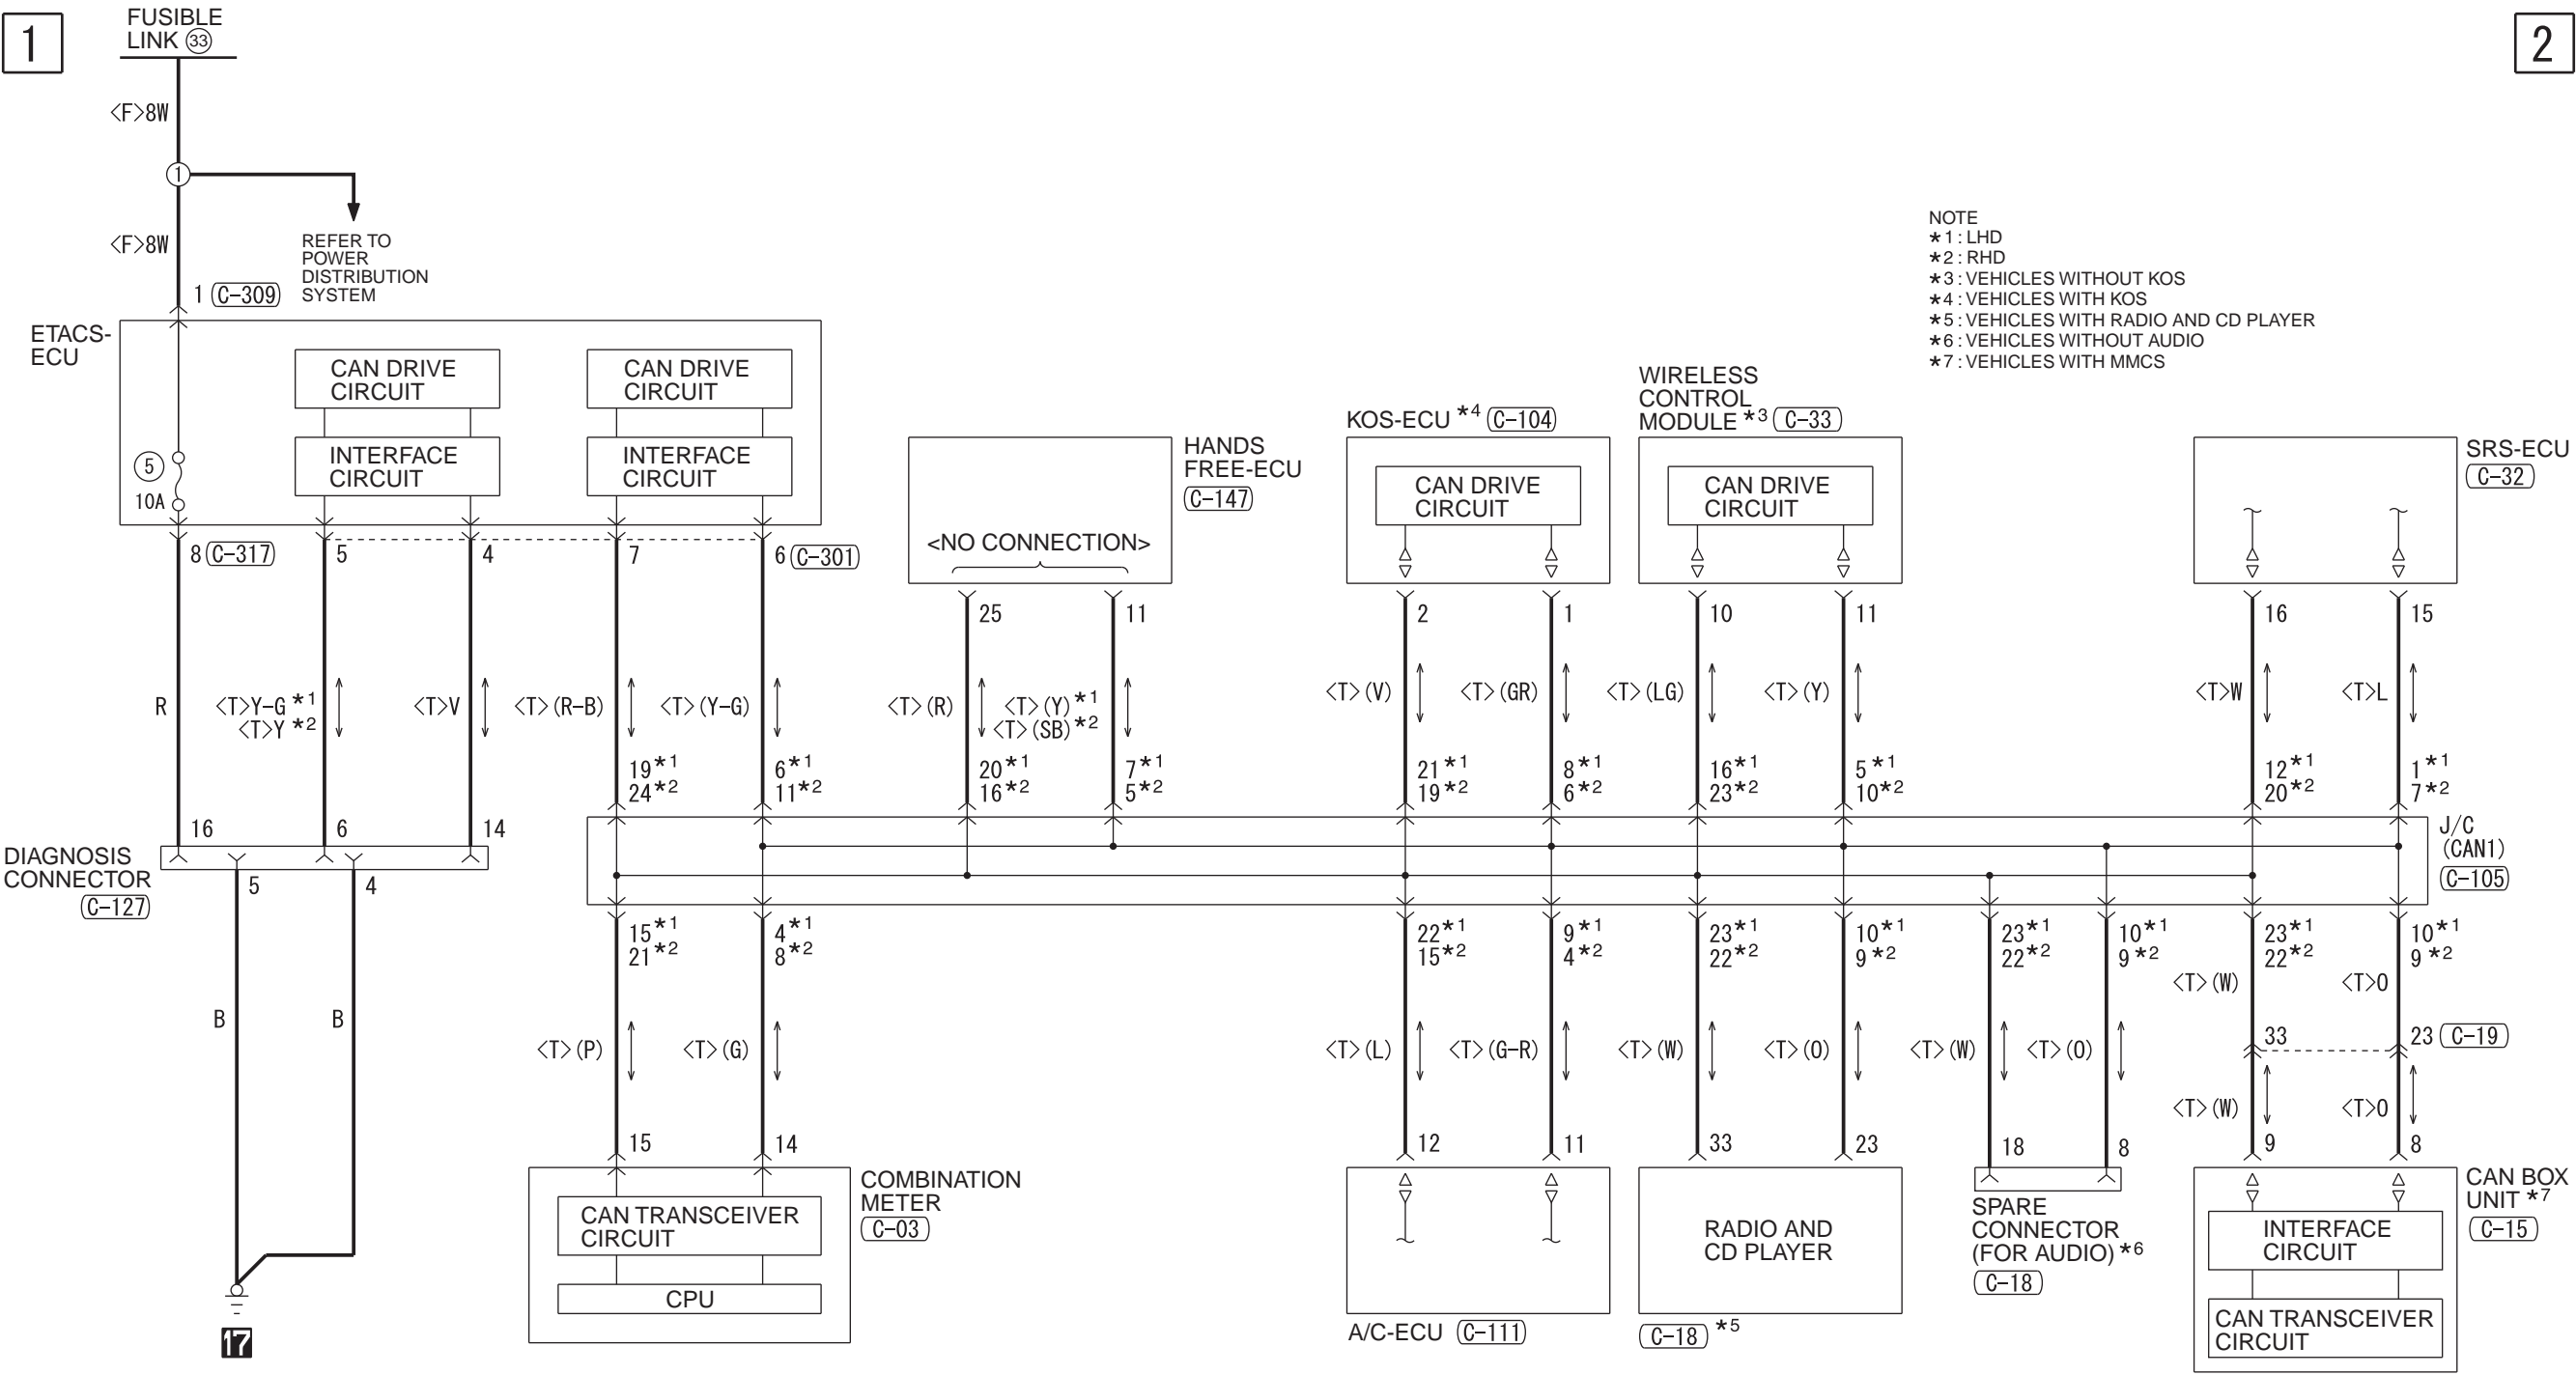 1
2
FUSIBLE
LINK 33
<F>8W
1
<F>8W
REFER TO
POWER
DISTRIBUTION
SYSTEM
1 C-309
NOTE
*1 : LHD
*2 : RHD
*3 : VEHICLES WITHOUT KOS
*4 : VEHICLES WITH KOS
*5 : VEHICLES WITH RADIO AND CD PLAYER
*6 : VEHICLES WITHOUT AUDIO
*7 : VEHICLES WITH MMCS
ETACS-
ECU
CAN DRIVE
CIRCUIT
INTERFACE
CIRCUIT
CAN DRIVE
CIRCUIT
INTERFACE
CIRCUIT
5
10A
HANDS
FREE-ECU
C-147
<NO CONNECTION>
KOS-ECU *4 C-104
CAN DRIVE
CIRCUIT
WIRELESS
CONTROL
MODULE *3 C-33
CAN DRIVE
CIRCUIT
SRS-ECU
C-32
8 C-317 5 4 7 6 C-301
25 11 2 1 10 11 16 15
R
<T>Y-G *1
<T>Y *2
<T>V
<T>(R-B)
<T>(Y-G)
<T>(R)
<T>(Y) *1
<T>(SB) *2
<T>(V)
<T>(GR)
<T>(LG)
<T>(Y)
<T>W
<T>L
19*1 6*1 20*1 7*1 21*1 8*1 16*1 5*1 12*1 1*1
24*2 11*2 16*2 5*2 19*2 6*2 23*2 10*2 20*2 7*2
16 6 14
DIAGNOSIS
CONNECTOR
C-127
5 4
J/C
(CAN1)
C-105
15*1 4*1 22*1 9*1 23*1 10*1 23*1 10*1 23*1 10*1
21*2 8*2 15*2 4*2 22*2 9*2 22*2 9*2 22*2 9*2
<T>(W) <T>O
33 23 C-19
B B
<T>(P) <T>(G) <T>(L) <T>(G-R) <T>(W) <T>(O) <T>(W) <T>(O)
<T>(W) <T>O
15 14 12 11 33 23 18 8 9 8
COMBINATION
METER
C-03
CAN TRANSCEIVER
CIRCUIT
CPU
A/C-ECU C-111
RADIO AND
CD PLAYER
C-18 *5
SPARE
CONNECTOR
(FOR AUDIO) *6
C-18
CAN BOX
UNIT *7
C-15
INTERFACE
CIRCUIT
CAN TRANSCEIVER
CIRCUIT
17